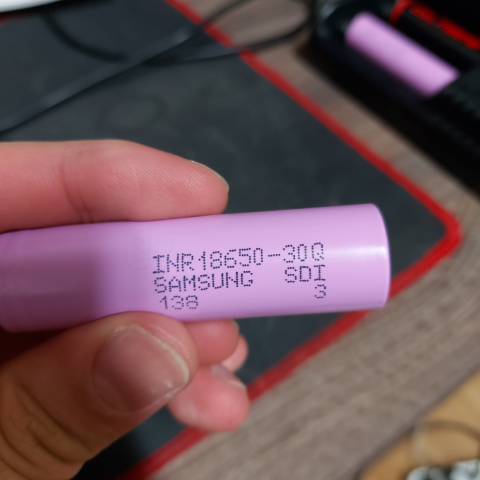 INR18650-30Q
SAMSUNG SDI
138 3